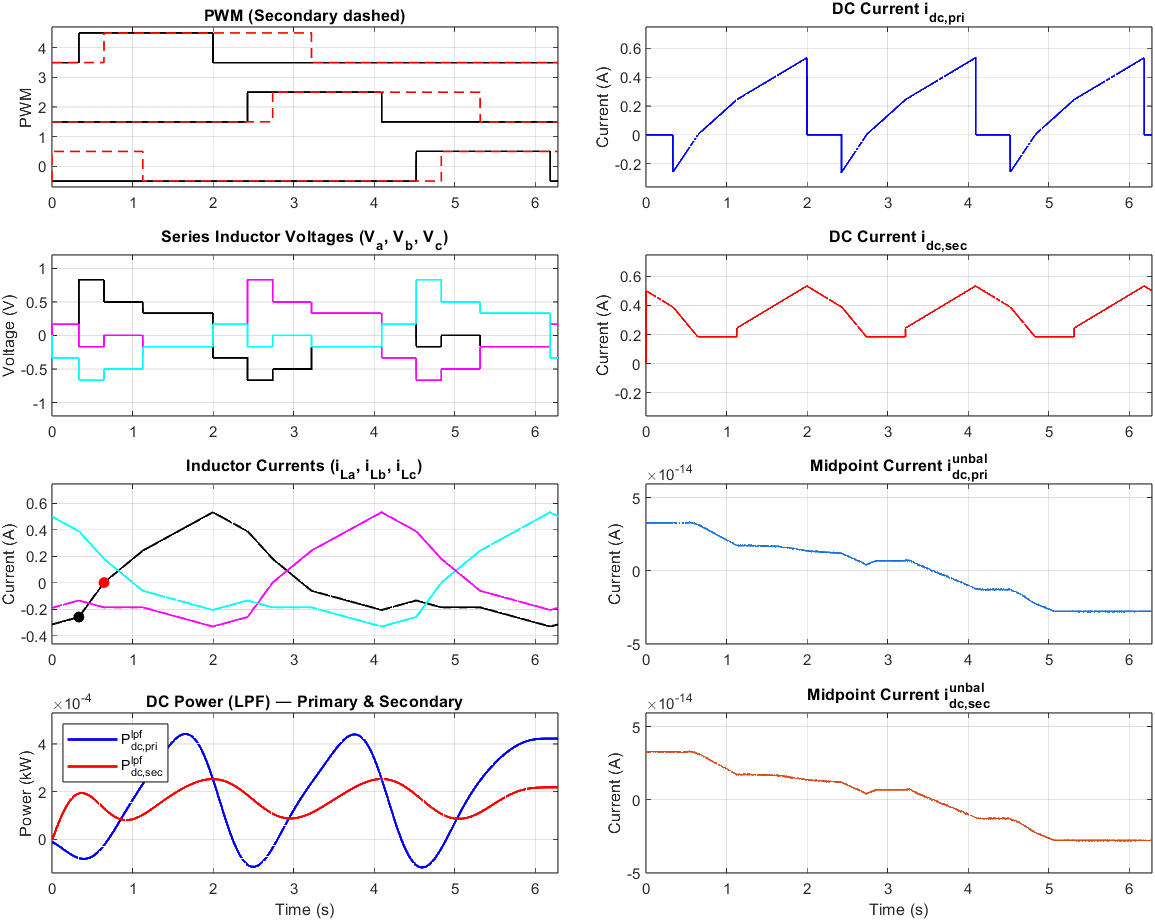 PWM (Secondary dashed)
PWM
4
3
2
1
0
0 1 2 3 4 5 6
DC Current i_dc,pri
Current (A)
0.6
0.4
0.2
0
-0.2
0 1 2 3 4 5 6
Series Inductor Voltages (V_a, V_b, V_c)
Voltage (V)
1
0.5
0
-0.5
-1
0 1 2 3 4 5 6
DC Current i_dc,sec
Current (A)
0.6
0.4
0.2
0
-0.2
0 1 2 3 4 5 6
Inductor Currents (i_La, i_Lb, i_Lc)
Current (A)
0.6
0.4
0.2
0
-0.2
-0.4
0 1 2 3 4 5 6
Midpoint Current i_dc,pri^unbal
×10^-14
Current (A)
5
0
-5
0 1 2 3 4 5 6
DC Power (LPF) — Primary & Secondary
×10^-4
Power (kW)
4
2
0
P_dc,pri^lpf
P_dc,sec^lpf
0 1 2 3 4 5 6
Time (s)
Midpoint Current i_dc,sec^unbal
×10^-14
Current (A)
5
0
-5
0 1 2 3 4 5 6
Time (s)